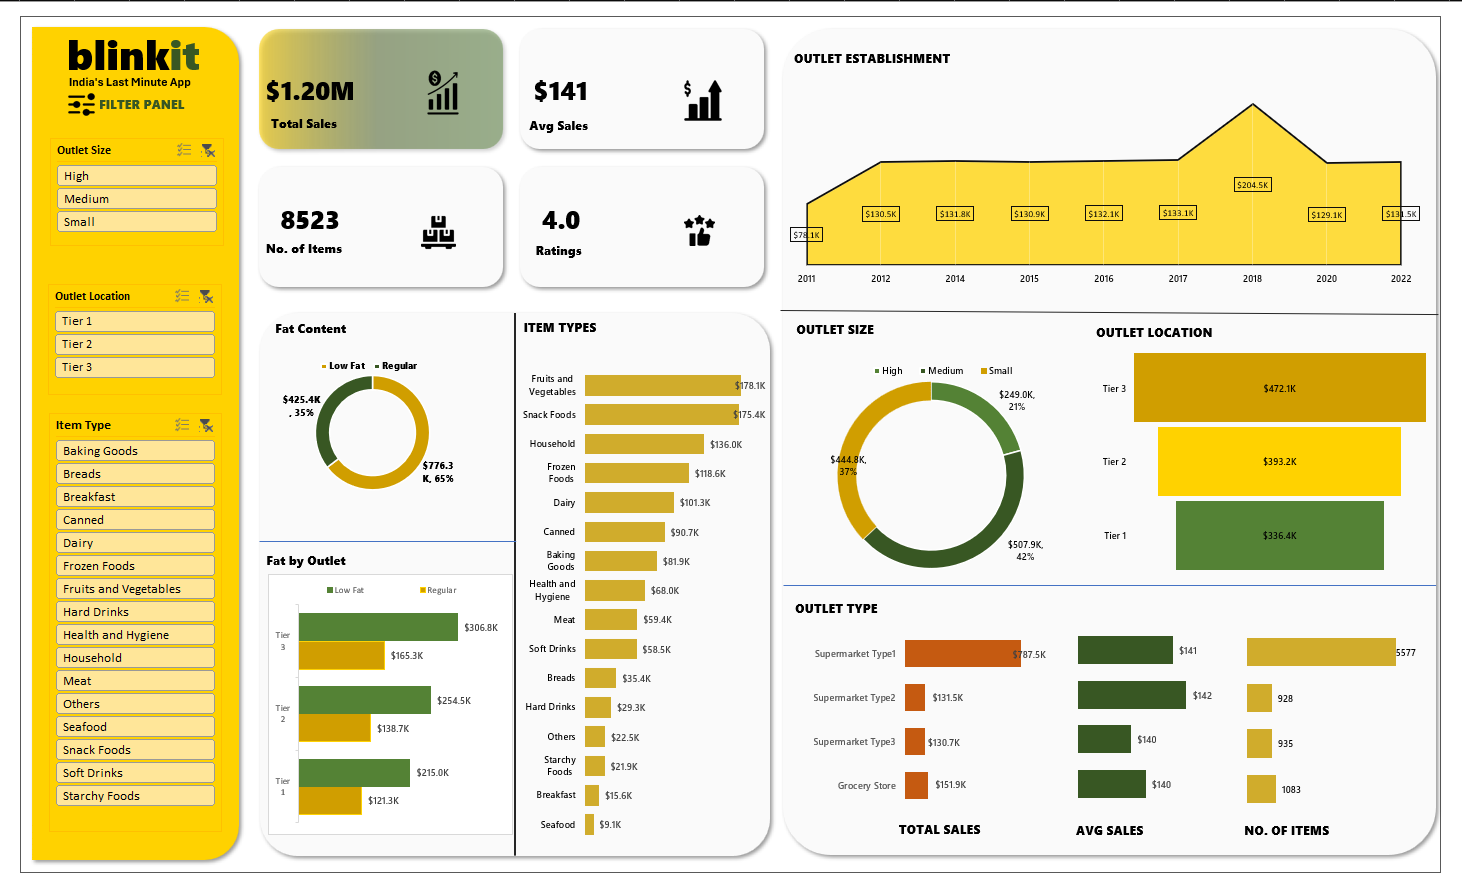 blinkit
India's Last Minute App
FILTER PANEL
Outlet Size
High
Medium
Small
Outlet Location
Tier 1
Tier 2
Tier 3
Item Type
Baking Goods
Breads
Breakfast
Canned
Dairy
Frozen Foods
Fruits and Vegetables
Hard Drinks
Health and Hygiene
Household
Meat
Others
Seafood
Snack Foods
Soft Drinks
Starchy Foods
$1.20M
Total Sales
$141
Avg Sales
8523
No. of Items
4.0
Ratings
Fat Content
Low Fat Regular
$425.4K
, 35%
$776.3
K, 65%
Fat by Outlet
Low Fat Regular
Tier
3
$306.8K
$165.3K
Tier
2
$254.5K
$138.7K
Tier
1
$215.0K
$121.3K
ITEM TYPES
Fruits and
Vegetables
$178.1K
Snack Foods $175.4K
Household $136.0K
Frozen
Foods
$118.6K
Dairy $101.3K
Canned $90.7K
Baking
Goods
$81.9K
Health and
Hygiene
$68.0K
Meat $59.4K
Soft Drinks $58.5K
Breads $35.4K
Hard Drinks $29.3K
Others $22.5K
Starchy
Foods
$21.9K
Breakfast $15.6K
Seafood $9.1K
OUTLET ESTABLISHMENT
$78.1K $130.5K $131.8K $130.9K $132.1K $133.1K $204.5K $129.1K $131.5K
2011 2012 2014 2015 2016 2017 2018 2020 2022
OUTLET SIZE
High Medium Small
$249.0K,
21%
$444.8K,
37%
$507.9K,
42%
OUTLET LOCATION
Tier 3 $472.1K
Tier 2 $393.2K
Tier 1 $336.4K
OUTLET TYPE
Supermarket Type1 $787.5K $141 5577
Supermarket Type2 $131.5K $142 928
Supermarket Type3 $130.7K $140 935
Grocery Store $151.9K $140 1083
TOTAL SALES AVG SALES NO. OF ITEMS